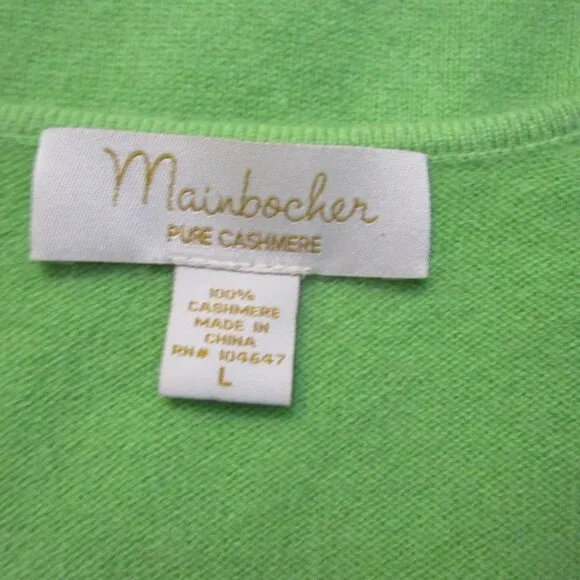 Mainbocher
PURE CASHMERE
100%
CASHMERE
MADE IN
CHINA
RN# 104647
L